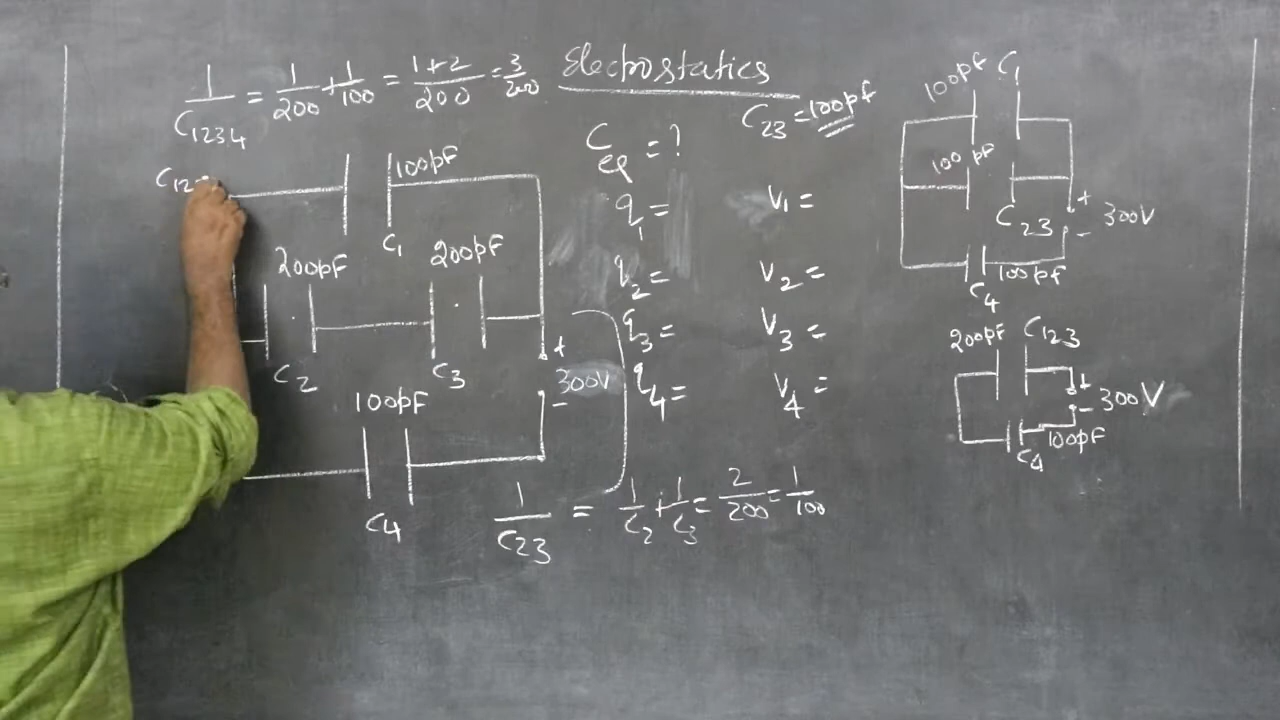 Electrostatics
1/C1234 = 1/200 + 1/100 = (1+2)/200 = 3/200
C23 = 100pf
Ceq = ?
q1 = V1 =
q2 = V2 =
q3 = V3 =
q4 = V4 =
C12
100pF
C1
200pF 200pF
C2 C3
+
300V
-
100pF
C4
1/C23 = 1/C2 + 1/C3 = 2/200 = 1/100
100pf C1
100pF
C23
+
- 300V
100pf
C4
200pF C123
+
- 300V
100pF
C4